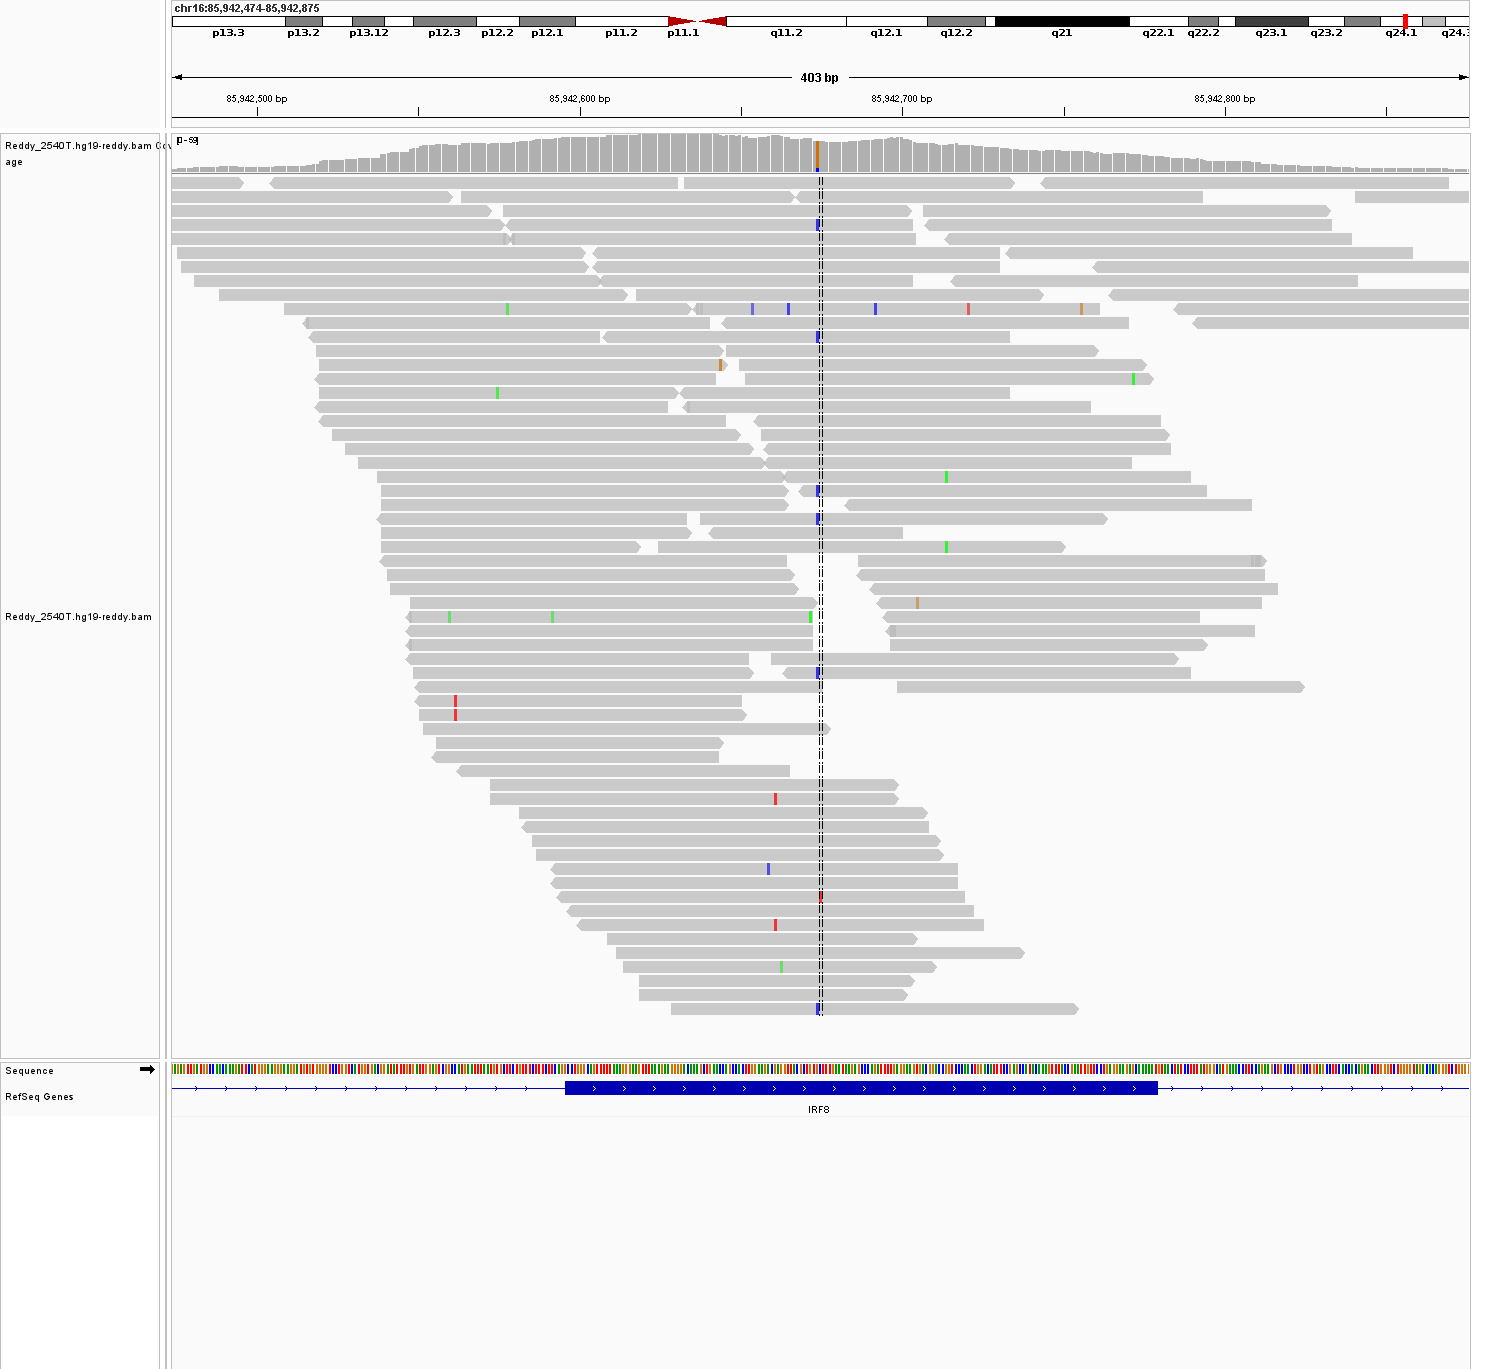 chr16:85,942,474-85,942,875
p13.3 p13.2 p13.12 p12.3 p12.2 p12.1 p11.2 p11.1 q11.2 q12.1 q12.2 q21 q22.1 q22.2 q23.1 q23.2 q24.1 q24.3
403 bp
85,942,500 bp 85,942,600 bp 85,942,700 bp 85,942,800 bp
[0 - 59]
Reddy_2540T.hg19-reddy.bam Cov
age
Reddy_2540T.hg19-reddy.bam
Sequence
RefSeq Genes
IRF8